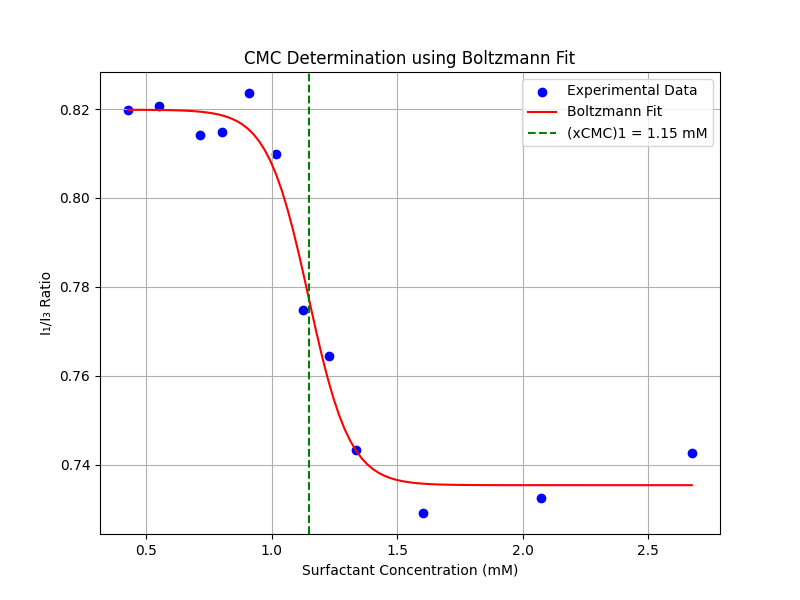 CMC Determination using Boltzmann Fit
Experimental Data
Boltzmann Fit
(xCMC)1 = 1.15 mM
0.82
0.80
0.78
0.76
0.74
I₁/I₃ Ratio
0.5 1.0 1.5 2.0 2.5
Surfactant Concentration (mM)